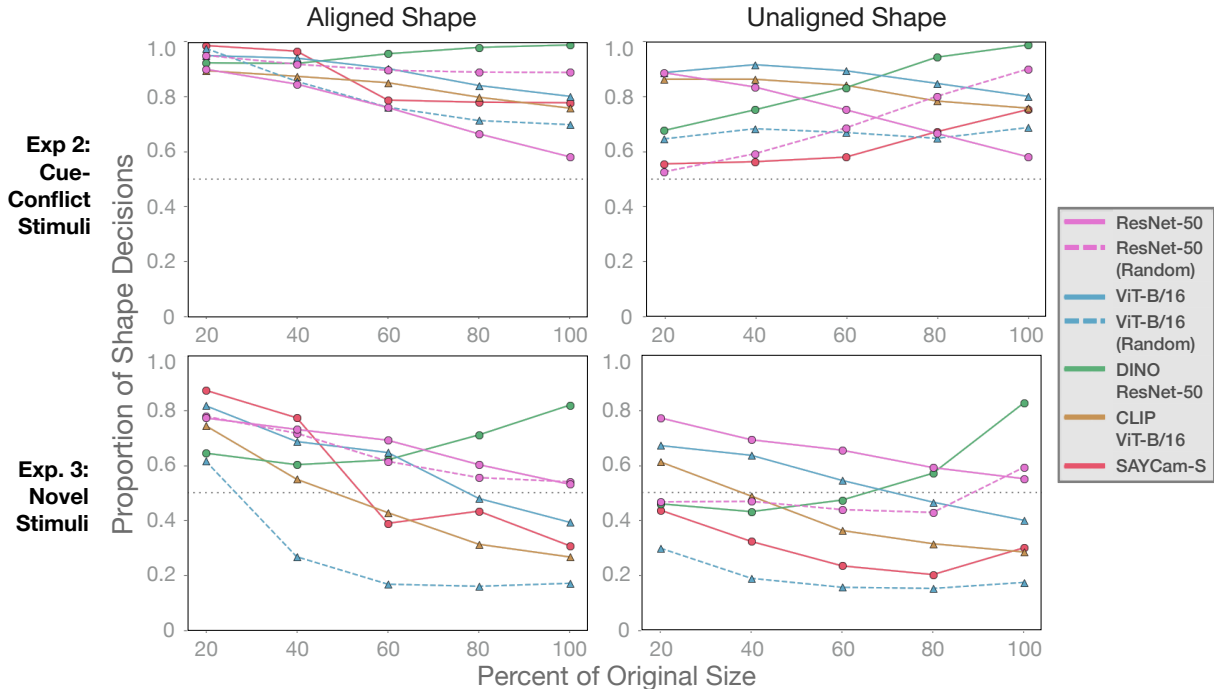 Aligned Shape
Unaligned Shape
Exp 2:
Cue-
Conflict
Stimuli
Exp. 3:
Novel
Stimuli
Proportion of Shape Decisions
1.0
0.8
0.6
0.4
0.2
0
20 40 60 80 100
1.0
0.8
0.6
0.4
0.2
0
20 40 60 80 100
1.0
0.8
0.6
0.4
0.2
0
20 40 60 80 100
1.0
0.8
0.6
0.4
0.2
0
20 40 60 80 100
Percent of Original Size
ResNet-50
ResNet-50
(Random)
ViT-B/16
ViT-B/16
(Random)
DINO
ResNet-50
CLIP
ViT-B/16
SAYCam-S